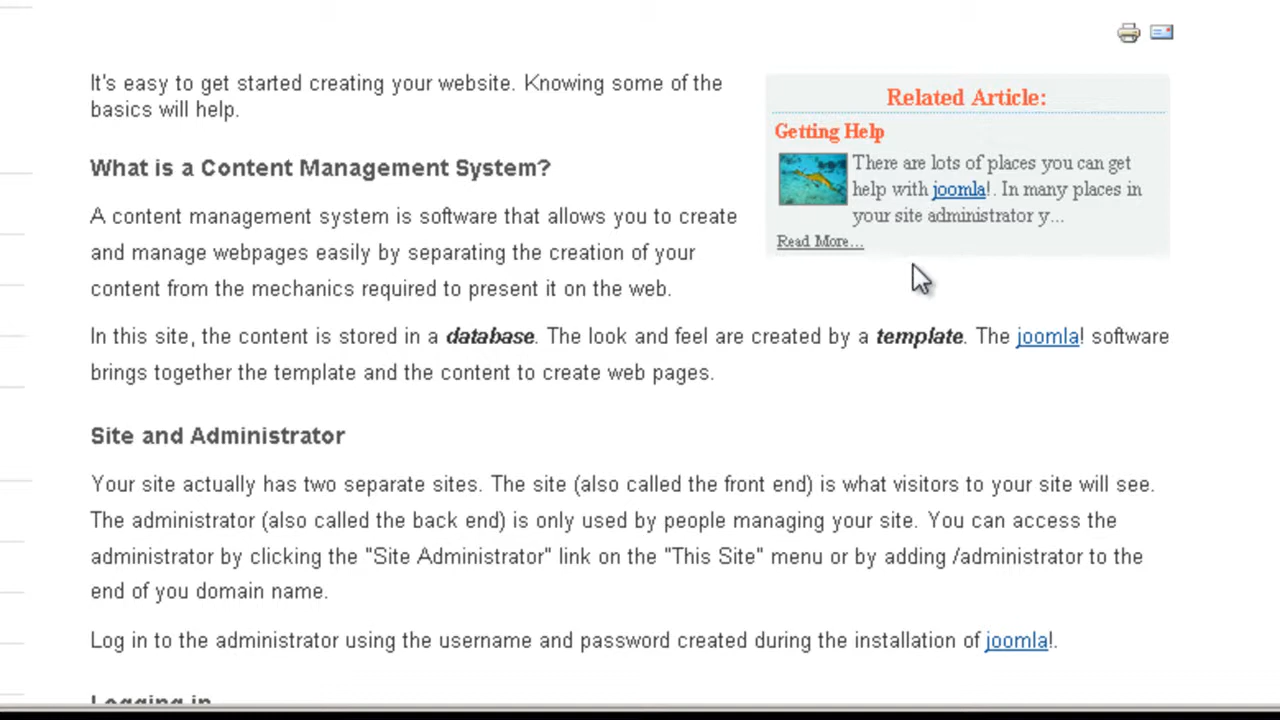 It's easy to get started creating your website. Knowing some of the
basics will help.
Related Article:
Getting Help
There are lots of places you can get
help with joomla!. In many places in
your site administrator y...
Read More...
What is a Content Management System?
A content management system is software that allows you to create
and manage webpages easily by separating the creation of your
content from the mechanics required to present it on the web.
In this site, the content is stored in a database. The look and feel are created by a template. The joomla! software
brings together the template and the content to create web pages.
Site and Administrator
Your site actually has two separate sites. The site (also called the front end) is what visitors to your site will see.
The administrator (also called the back end) is only used by people managing your site. You can access the
administrator by clicking the "Site Administrator" link on the "This Site" menu or by adding /administrator to the
end of you domain name.
Log in to the administrator using the username and password created during the installation of joomla!.
Logging in